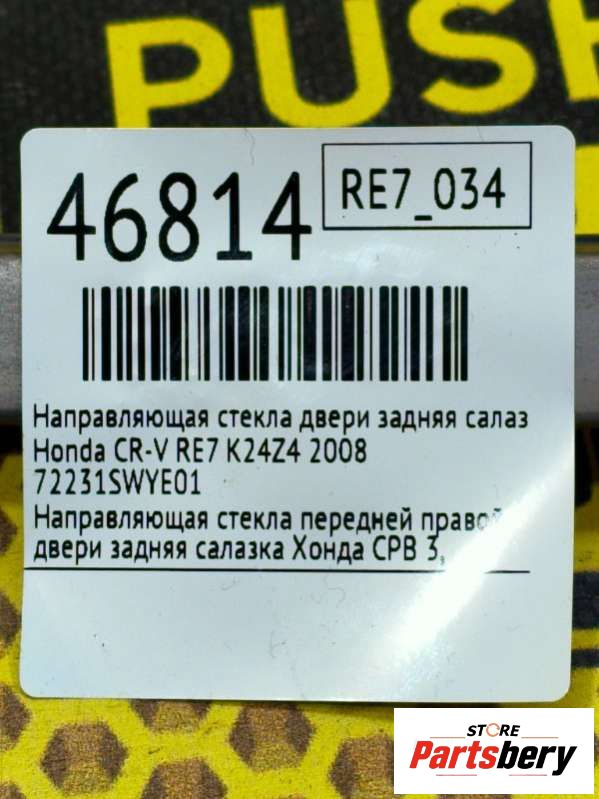 PUSH
46814
RE7_034
Направляющая стекла двери задняя салаз
Honda CR-V RE7 K24Z4 2008
72231SWYE01
Направляющая стекла передней правой
двери задняя салазка Хонда СРВ 3,
STORE
Partsbery